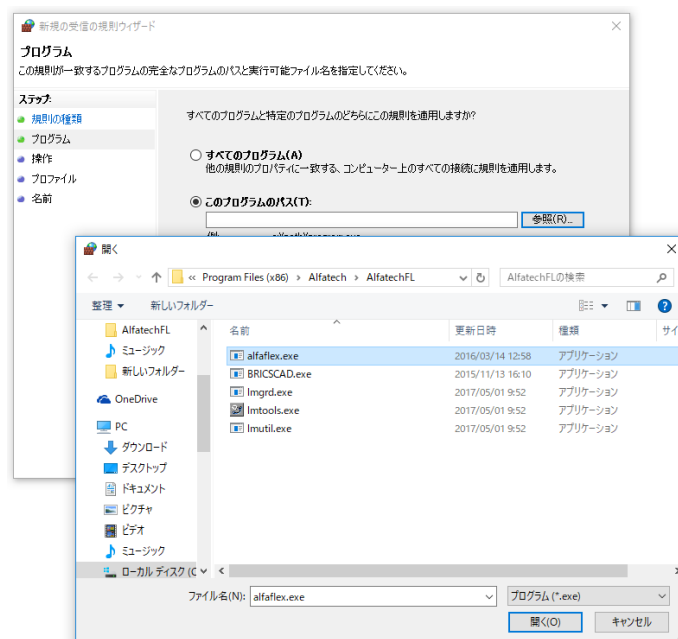 新規の受信の規則ウィザード
プログラム
この規則が一致するプログラムの完全なプログラムのパスと実行可能ファイル名を指定してください。
ステップ:
規則の種類
プログラム
操作
プロファイル
名前
すべてのプログラムと特定のプログラムのどちらにこの規則を適用しますか?
すべてのプログラム(A)
他の規則のプロパティに一致する、コンピューター上のすべての接続に規則を適用します。
このプログラムのパス(T):
参照(R)...
開く
« Program Files (x86) › Alfatech › AlfatechFL
AlfatechFLの検索
整理 新しいフォルダー
AlfatechFL
ミュージック
新しいフォルダー
OneDrive
PC
ダウンロード
デスクトップ
ドキュメント
ピクチャ
ビデオ
ミュージック
ローカル ディスク (C
名前 更新日時 種類 サイ
alfaflex.exe 2016/03/14 12:58 アプリケーション
BRICSCAD.exe 2015/11/13 16:10 アプリケーション
lmgrd.exe 2017/05/01 9:52 アプリケーション
lmtools.exe 2017/05/01 9:52 アプリケーション
lmutil.exe 2017/05/01 9:52 アプリケーション
ファイル名(N): alfaflex.exe プログラム (*.exe)
開く(O) キャンセル